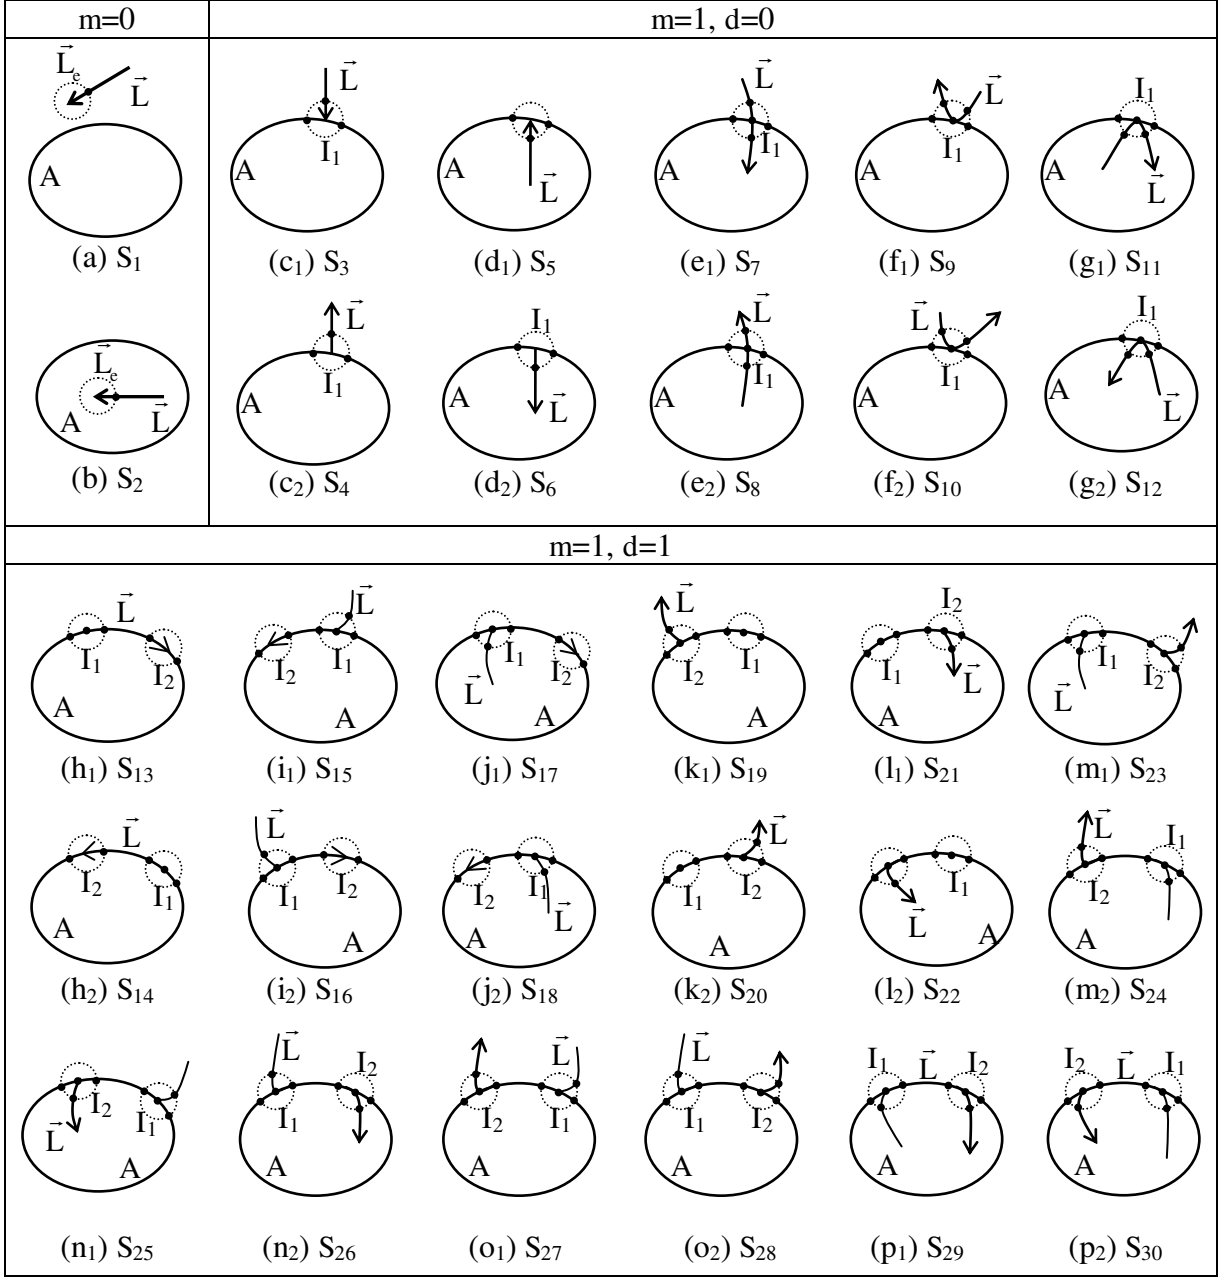 m=0 m=1, d=0
L⃗e L⃗ A (a) S1
L⃗ I1 A (c1) S3
A L⃗ (d1) S5
L⃗ I1 A (e1) S7
L⃗ I1 A (f1) S9
I1 A L⃗ (g1) S11
L⃗e A L⃗ (b) S2
L⃗ I1 A (c2) S4
I1 A L⃗ (d2) S6
L⃗ I1 A (e2) S8
L⃗ I1 A (f2) S10
I1 A L⃗ (g2) S12
m=1, d=1
L⃗ I1 I2 A (h1) S13
L⃗ I2 I1 A (i1) S15
I1 I2 L⃗ A (j1) S17
L⃗ I2 I1 A (k1) S19
I2 I1 L⃗ A (l1) S21
I1 I2 L⃗ A (m1) S23
L⃗ I2 I1 A (h2) S14
L⃗ I1 I2 A (i2) S16
I2 I1 A L⃗ (j2) S18
L⃗ I1 I2 A (k2) S20
I1 L⃗ A (l2) S22
L⃗ I1 I2 A (m2) S24
I2 I1 L⃗ A (n1) S25
L⃗ I2 I1 A (n2) S26
L⃗ I2 I1 A (o1) S27
L⃗ I1 I2 A (o2) S28
I1 L⃗ I2 A (p1) S29
I2 L⃗ I1 A (p2) S30